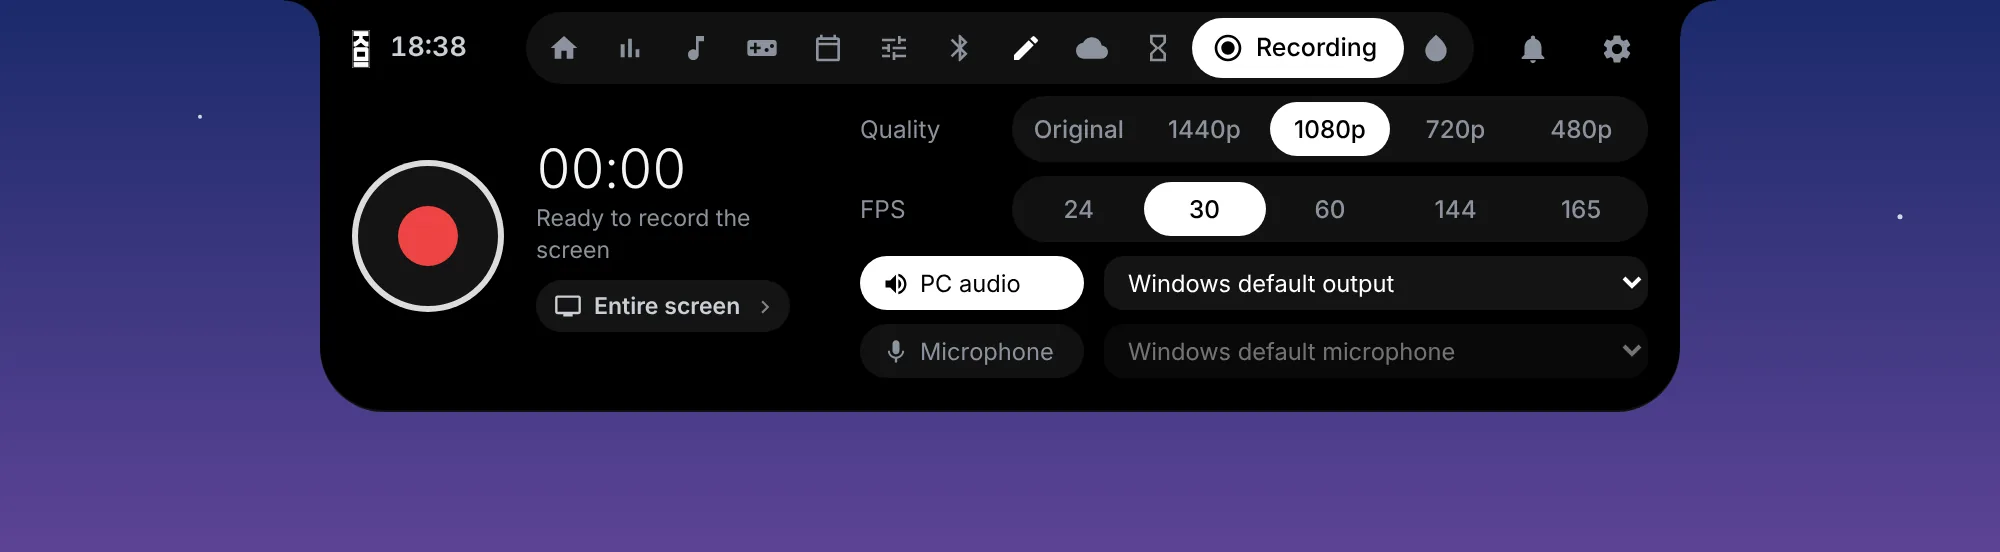 18:38
Recording
00:00
Ready to record the
screen
Entire screen
Quality
Original 1440p 1080p 720p 480p
FPS
24 30 60 144 165
PC audio
Windows default output
Microphone
Windows default microphone